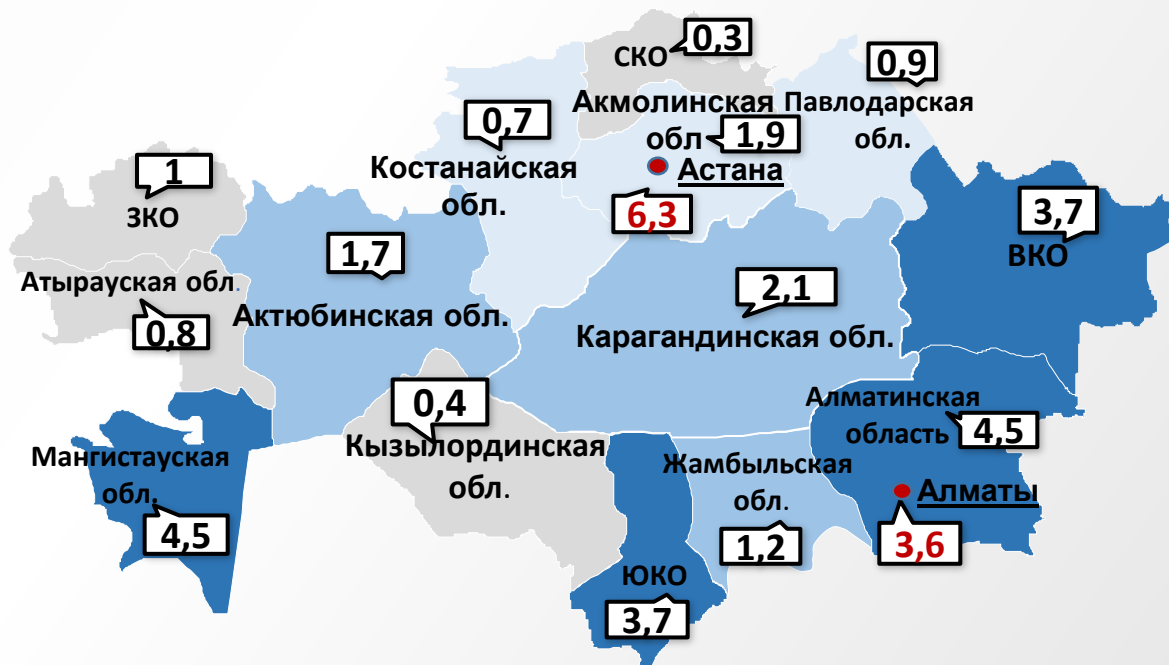 СКО
0,3
0,9
Акмолинская
обл
1,9
Павлодарская
обл.
0,7
Костанайская
обл.
Астана
6,3
1
ЗКО
3,7
ВКО
1,7
Атырауская обл.
0,8
Актюбинская обл.
2,1
Карагандинская обл.
0,4
Кызылординская
обл.
Алматинская
область
4,5
Мангистауская
обл.
4,5
Жамбыльская
обл.
1,2
Алматы
3,6
ЮКО
3,7